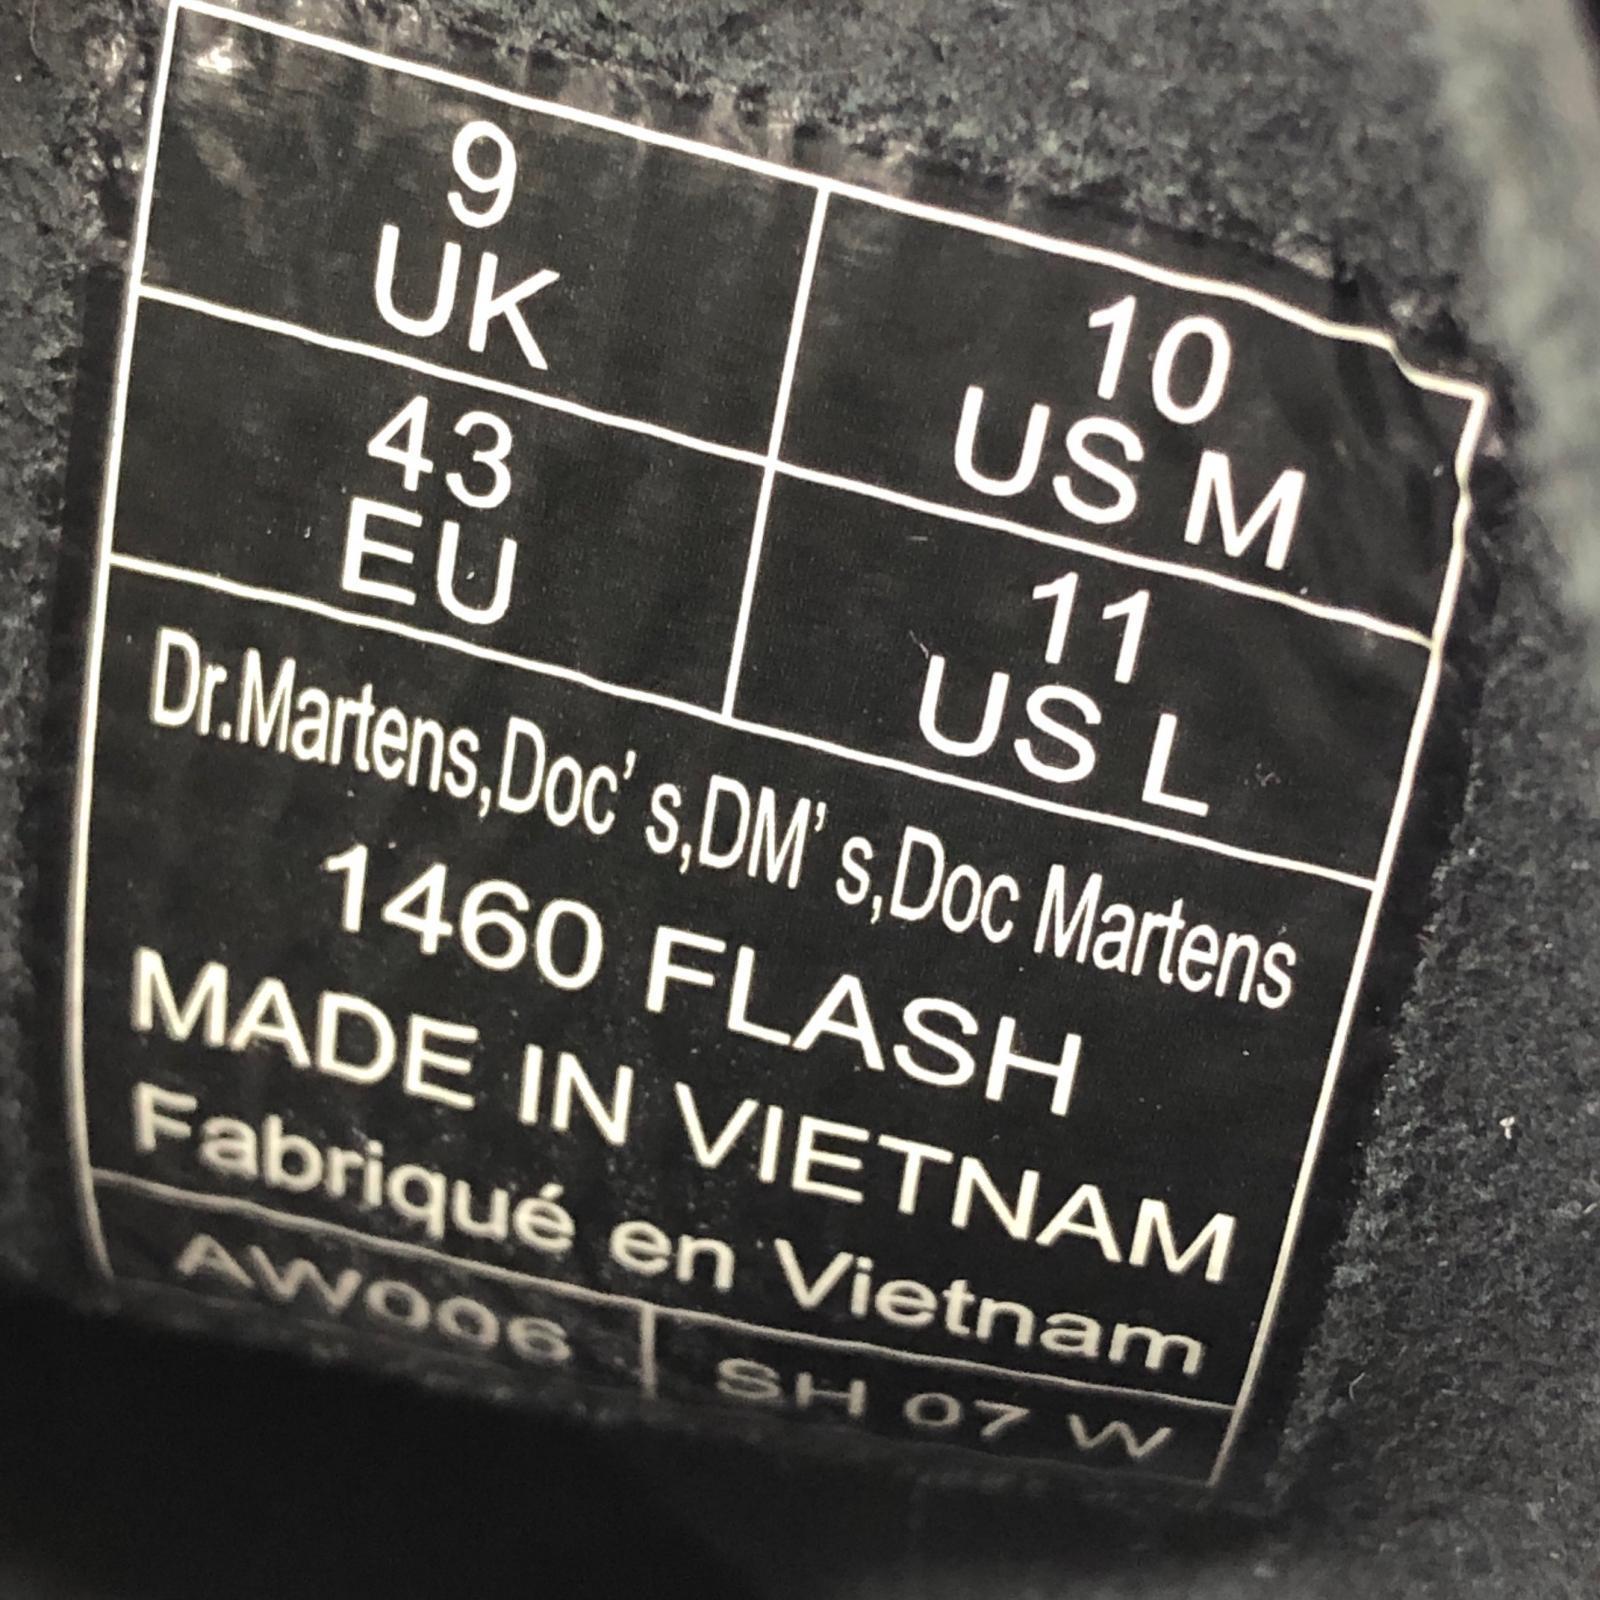 9
UK
10
US M
43
EU
11
US L
Dr.Martens,Doc’ s,DM’ s,Doc Martens
1460 FLASH
MADE IN VIETNAM
Fabriqué en Vietnam
AW006
SH 07 W